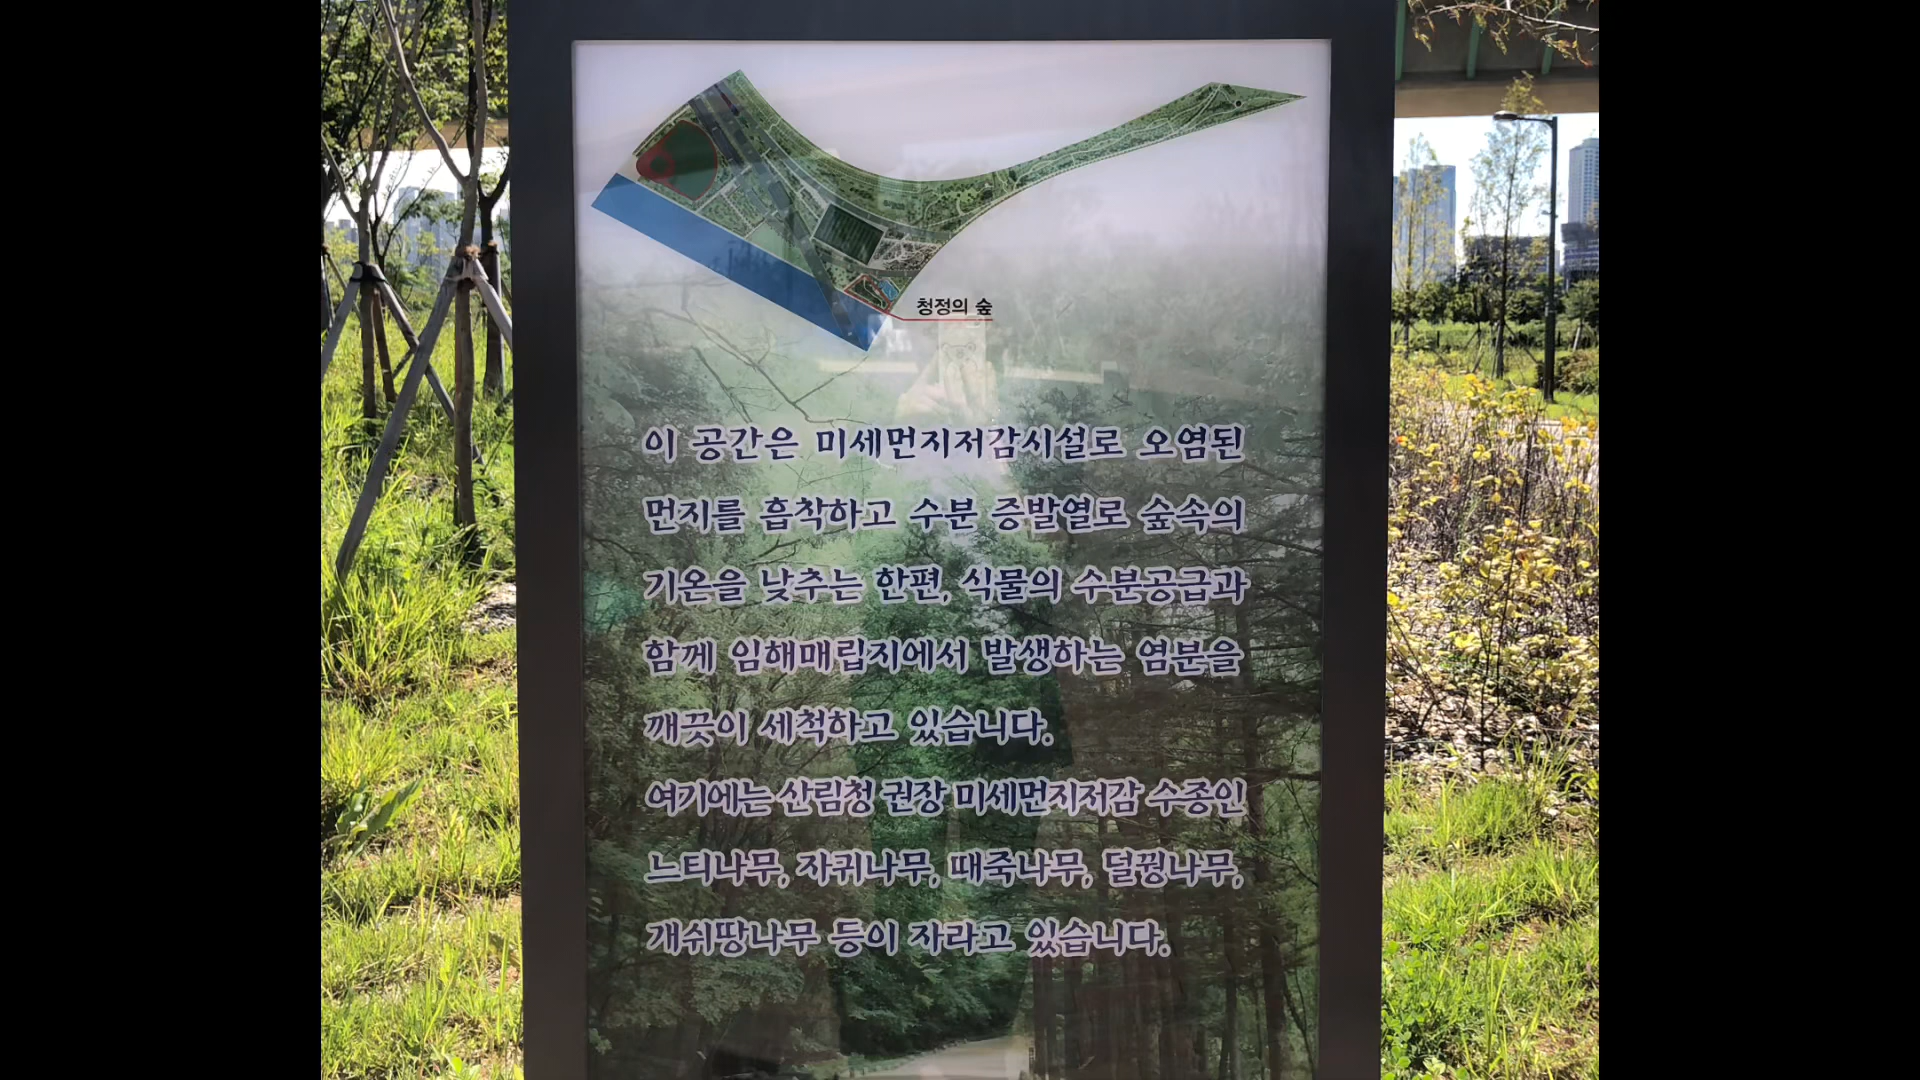 청정의 숲
이 공간은 미세먼지저감시설로 오염된
먼지를 흡착하고 수분 증발열로 숲속의
기온을 낮추는 한편, 식물의 수분공급과
함께 임해매립지에서 발생하는 염분을
깨끗이 세척하고 있습니다.
여기에는 산림청 권장 미세먼지저감 수종인
느티나무, 자귀나무, 때죽나무, 덜꿩나무,
개쉬땅나무 등이 자라고 있습니다.